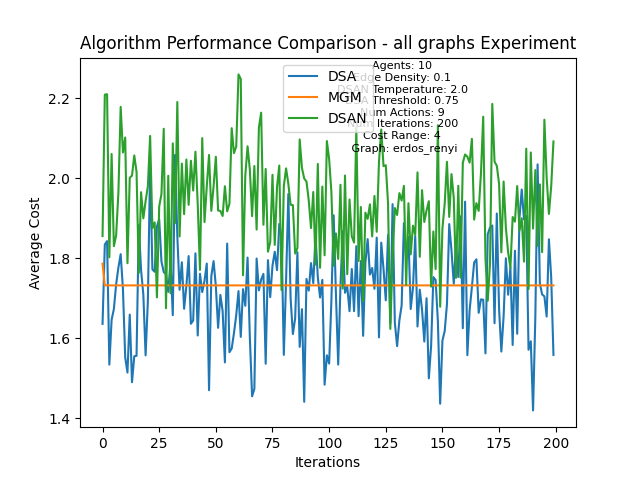 Algorithm Performance Comparison - all graphs Experiment
Agents: 10
Edge Density: 0.1
DSAN Temperature: 2.0
Threshold: 0.75
Num Actions: 9
Num Iterations: 200
Cost Range: 4
Graph: erdos_renyi
DSA
MGM
DSAN
Average Cost
2.2
2.0
1.8
1.6
1.4
0
25
50
75
100
125
150
175
200
Iterations